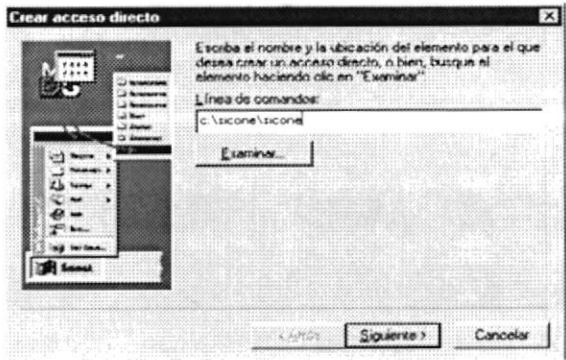 Crear acceso directo
Escriba el nombre y la ubicación del elemento para el que
desea crear un acceso directo, o bien, busque el
elemento haciendo clic en "Examinar"
Línea de comandos:
c:\sicone\sicone
Examinar...
< Atrás
Siguiente >
Cancelar